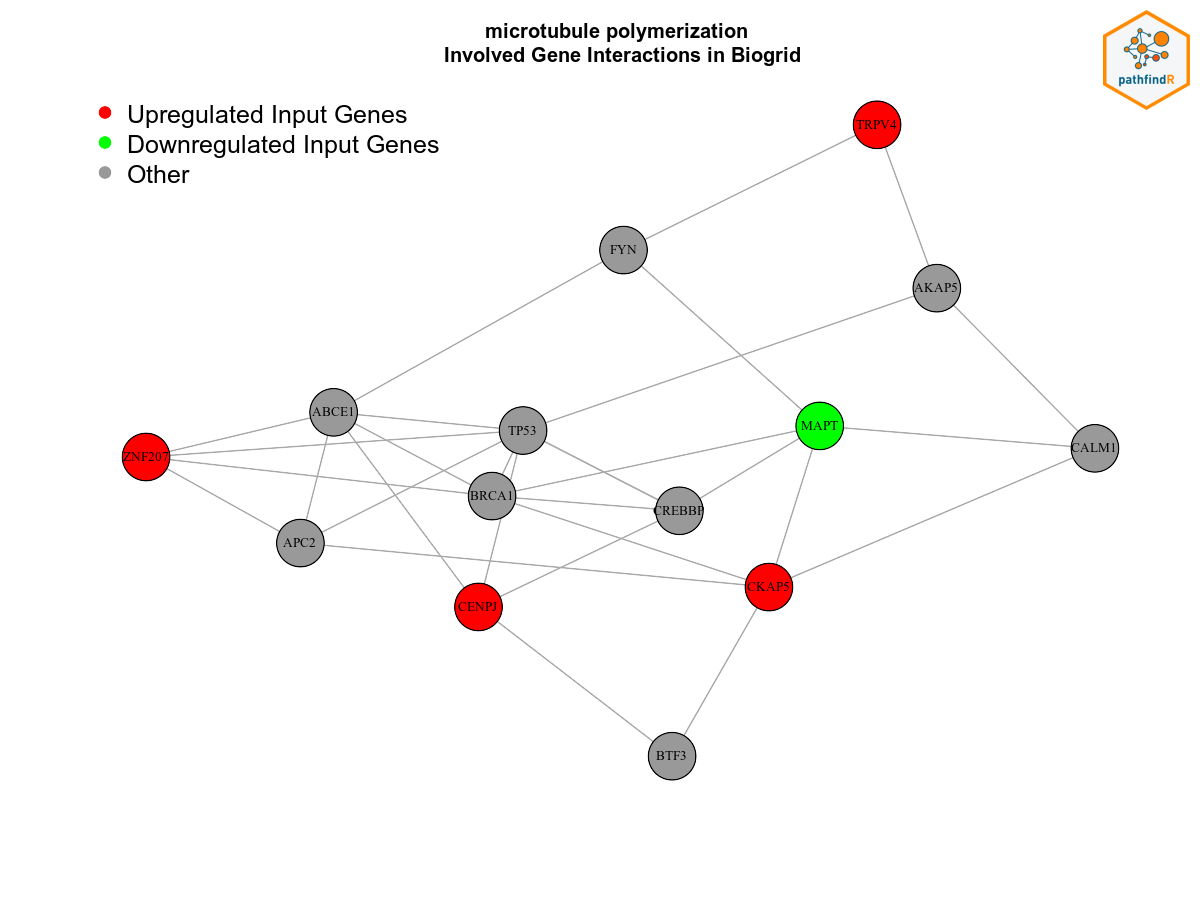 microtubule polymerization
Involved Gene Interactions in Biogrid
pathfindR
Upregulated Input Genes
Downregulated Input Genes
Other
TRPV4
FYN
AKAP5
ABCE1
TP53
MAPT
CALM1
ZNF207
BRCA1
CREBBP
APC2
CENPJ
CKAP5
BTF3